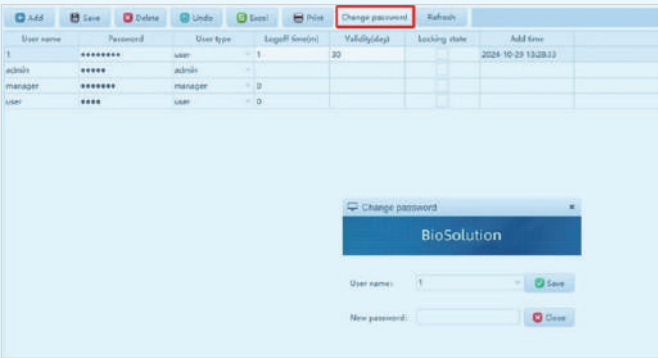 Add Save Delete Undo Excel Print Change password Refresh
User name Password User type Logoff time(m) Validity(day) Locking state Add time
1 ******** user 1 30 2024-10-29 13:28:33
admin ***** admin
manager ******* manager 0
user **** user 0
Change password
BioSolution
User name: 1 Save
New password: Close